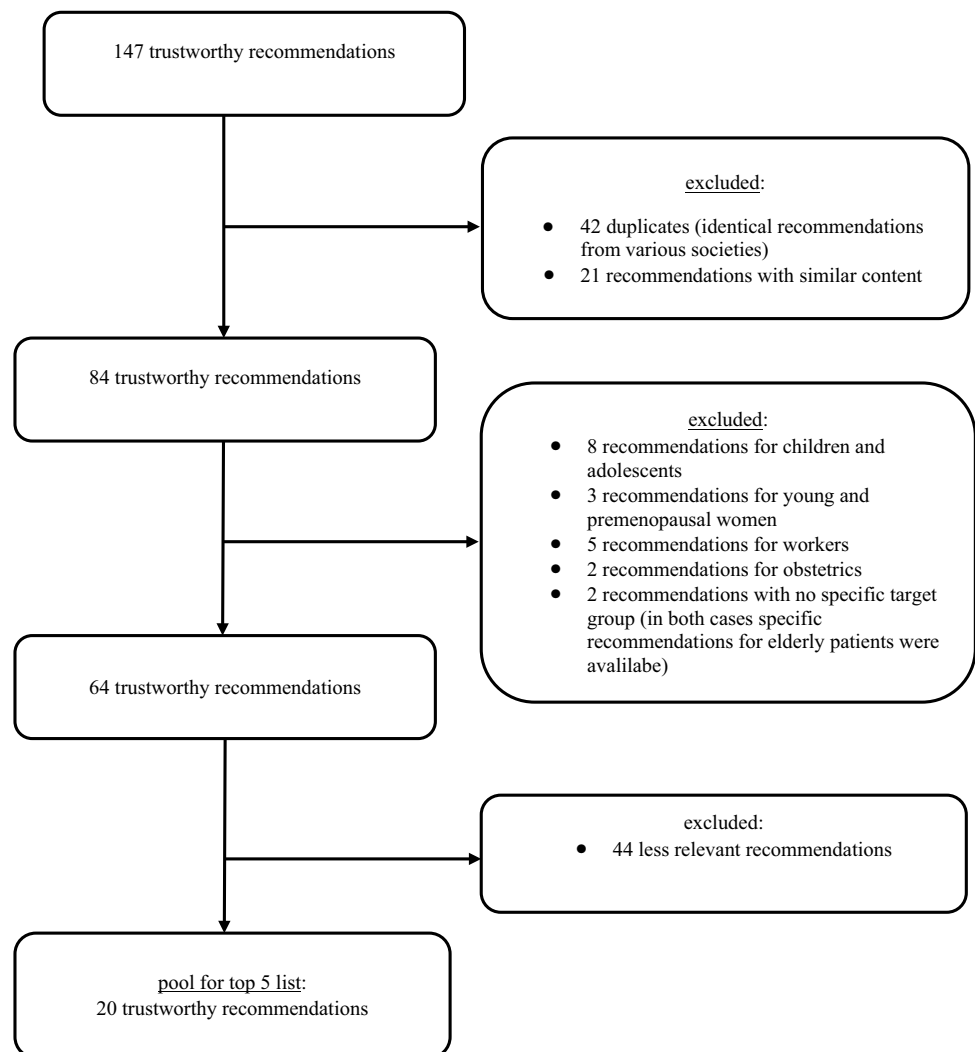 147 trustworthy recommendations
excluded:
● 42 duplicates (identical recommendations
from various societies)
● 21 recommendations with similar content
84 trustworthy recommendations
excluded:
● 8 recommendations for children and
adolescents
● 3 recommendations for young and
premenopausal women
● 5 recommendations for workers
● 2 recommendations for obstetrics
● 2 recommendations with no specific target
group (in both cases specific
recommendations for elderly patients were
avalilabe)
64 trustworthy recommendations
excluded:
● 44 less relevant recommendations
pool for top 5 list:
20 trustworthy recommendations